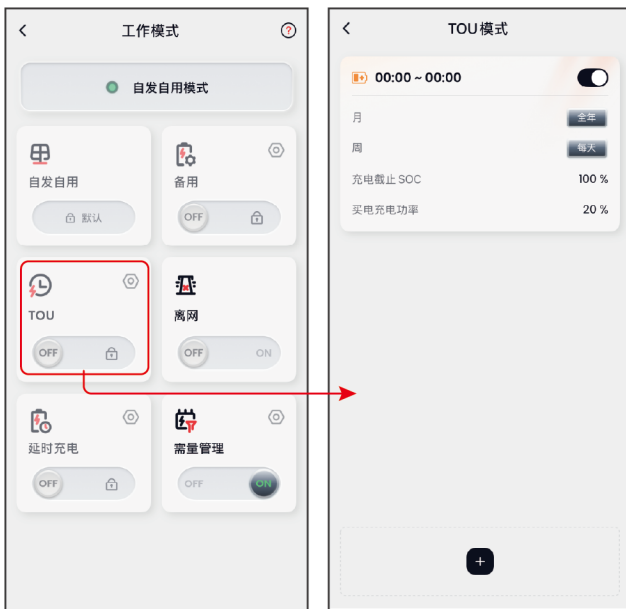 工作模式
?
自发自用模式
自发自用
默认
备用
OFF
TOU
OFF
离网
OFF ON
延时充电
OFF
需量管理
OFF ON
TOU模式
00:00 ~ 00:00
月 全年
周 每天
充电截止 SOC 100 %
买电充电功率 20 %
+